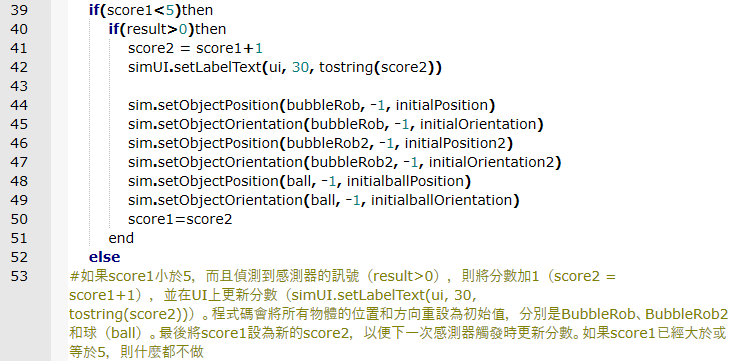 39 if(score1<5)then
40 if(result>0)then
41 score2 = score1+1
42 simUI.setLabelText(ui, 30, tostring(score2))
43
44 sim.setObjectPosition(bubbleRob, -1, initialPosition)
45 sim.setObjectOrientation(bubbleRob, -1, initialOrientation)
46 sim.setObjectPosition(bubbleRob2, -1, initialPosition2)
47 sim.setObjectOrientation(bubbleRob2, -1, initialOrientation2)
48 sim.setObjectPosition(ball, -1, initialballPosition)
49 sim.setObjectOrientation(ball, -1, initialballOrientation)
50 score1=score2
51 end
52 else
53 #如果score1小於5，而且偵測到感測器的訊號（result>0），則將分數加1（score2 =
score1+1），並在UI上更新分數（simUI.setLabelText(ui, 30,
tostring(score2))）。程式碼會將所有物體的位置和方向重設為初始值，分別是BubbleRob、BubbleRob2
和球（ball）。最後將score1設為新的score2，以便下一次感測器觸發時更新分數。如果score1已經大於或
等於5，則什麼都不做